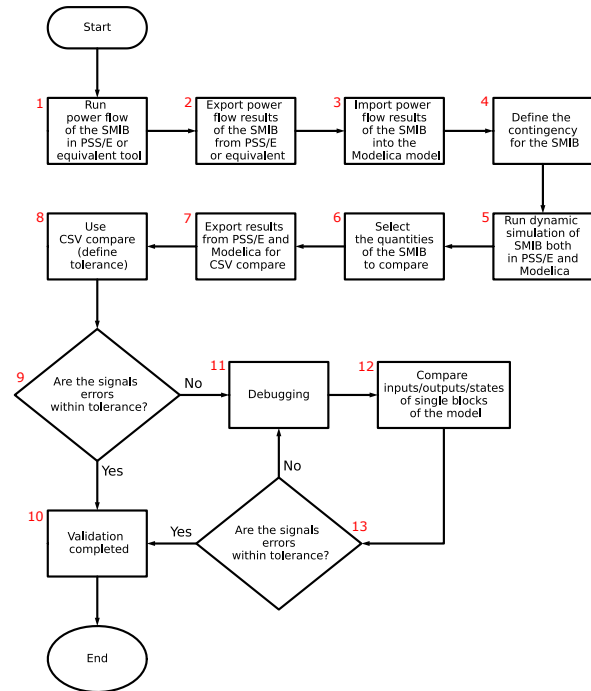 Start
1
Run
power flow
of the SMIB
in PSS/E or
equivalent tool
2
Export power
flow results
of the SMIB
from PSS/E
or equivalent
3
Import power
flow results
of the SMIB
into the
Modelica model
4
Define the
contingency
for the SMIB
5
Run dynamic
simulation of
SMIB both
in PSS/E and
Modelica
6
Select
the quantities
of the SMIB
to compare
7
Export results
from PSS/E and
Modelica for
CSV compare
8
Use
CSV compare
(define
tolerance)
9
Are the signals
errors
within tolerance?
No
Yes
11
Debugging
12
Compare
inputs/outputs/states
of single blocks
of the model
13
Are the signals
errors
within tolerance?
No
Yes
10
Validation
completed
End